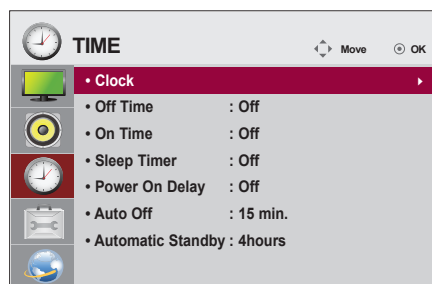 TIME Move OK
• Clock
• Off Time : Off
• On Time : Off
• Sleep Timer : Off
• Power On Delay : Off
• Auto Off : 15 min.
• Automatic Standby : 4hours